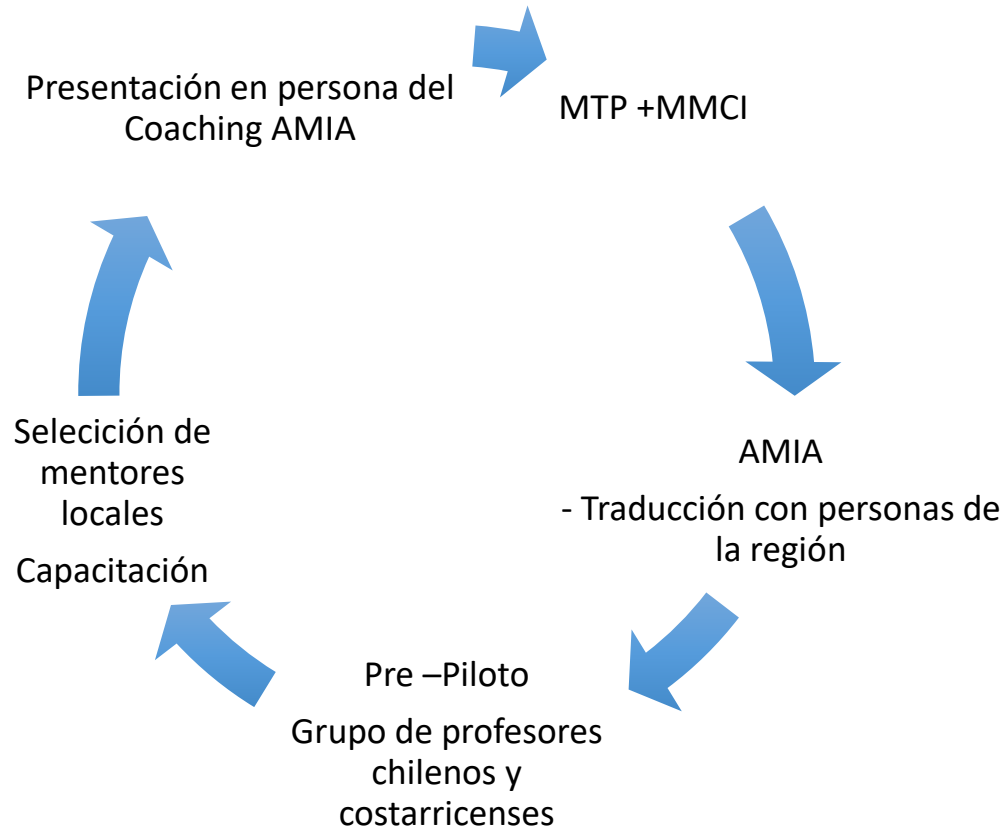 Presentación en persona del
Coaching AMIA
MTP +MMCI
AMIA
- Traducción con personas de
la región
Pre –Piloto
Grupo de profesores
chilenos y
costarricenses
Selecición de
mentores
locales
Capacitación